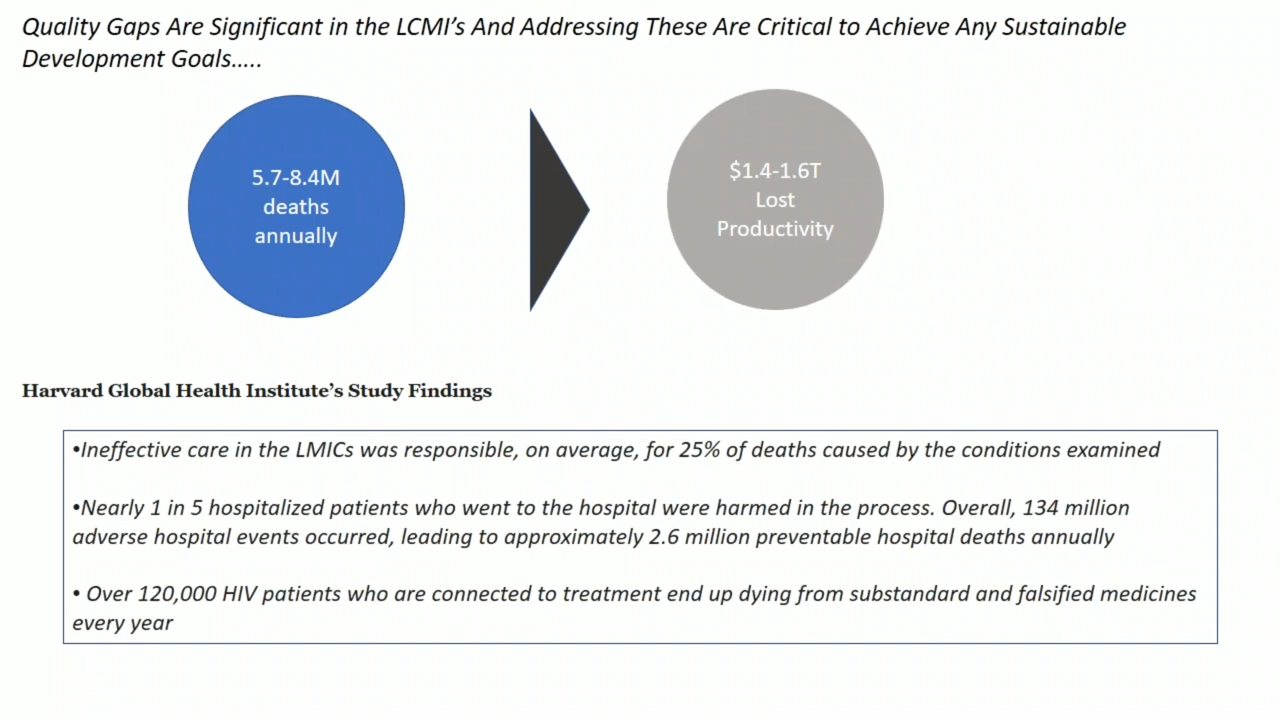 Quality Gaps Are Significant in the LCMI’s And Addressing These Are Critical to Achieve Any Sustainable
Development Goals…..
5.7-8.4M
deaths
annually
$1.4-1.6T
Lost
Productivity
Harvard Global Health Institute’s Study Findings
•Ineffective care in the LMICs was responsible, on average, for 25% of deaths caused by the conditions examined
•Nearly 1 in 5 hospitalized patients who went to the hospital were harmed in the process. Overall, 134 million
adverse hospital events occurred, leading to approximately 2.6 million preventable hospital deaths annually
• Over 120,000 HIV patients who are connected to treatment end up dying from substandard and falsified medicines
every year